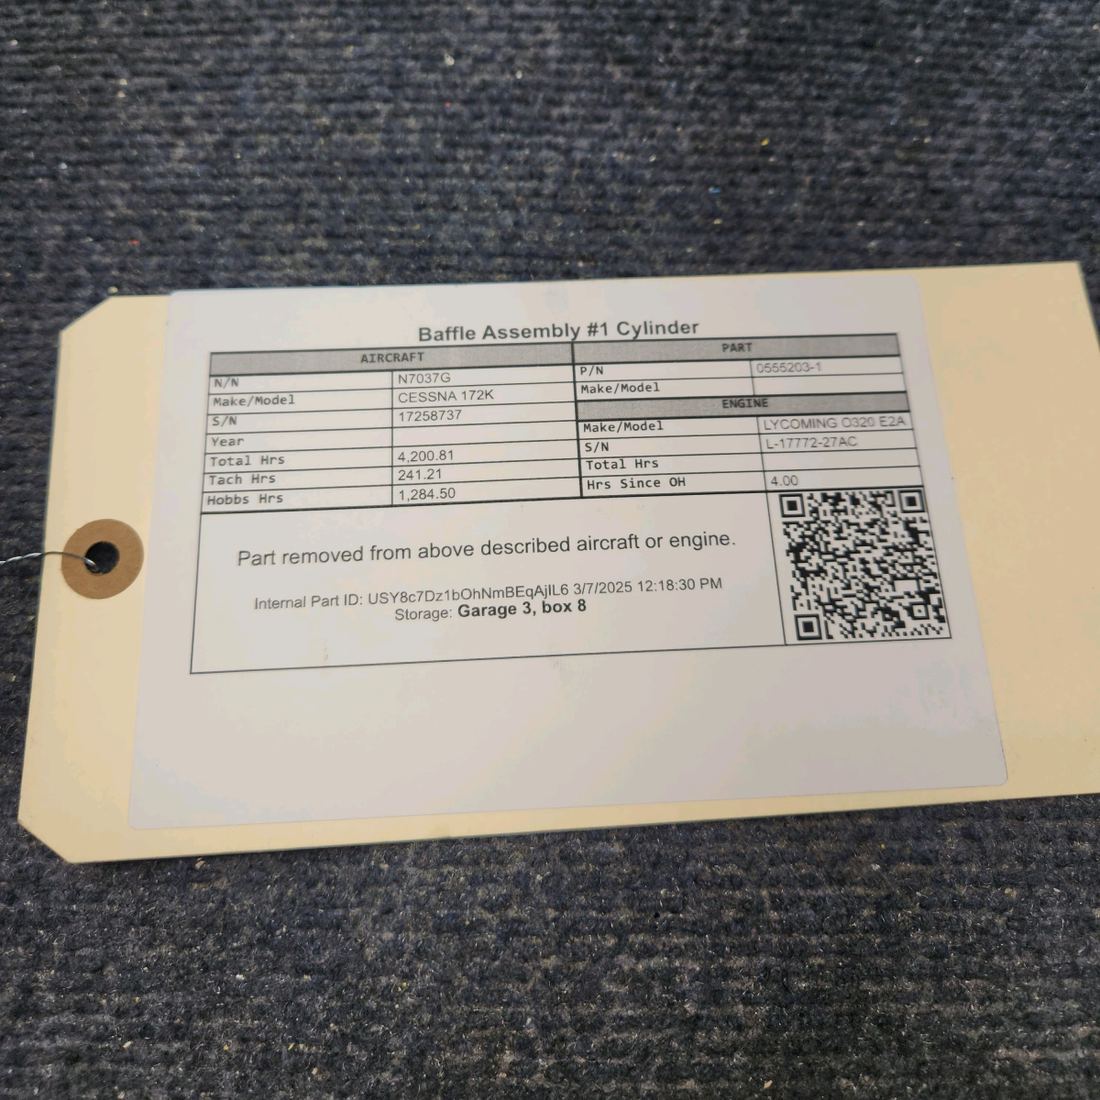 Baffle Assembly #1 Cylinder
AIRCRAFT
N/N N7037G
Make/Model CESSNA 172K
S/N 17258737
Year
Total Hrs 4,200.81
Tach Hrs 241.21
Hobbs Hrs 1,284.50
PART
P/N 0555203-1
Make/Model
ENGINE
Make/Model LYCOMING O320 E2A
S/N L-17772-27AC
Total Hrs
Hrs Since OH 4.00
Part removed from above described aircraft or engine.
Internal Part ID: USY8c7Dz1bOhNmBEqAjIL6 3/7/2025 12:18:30 PM
Storage: Garage 3, box 8